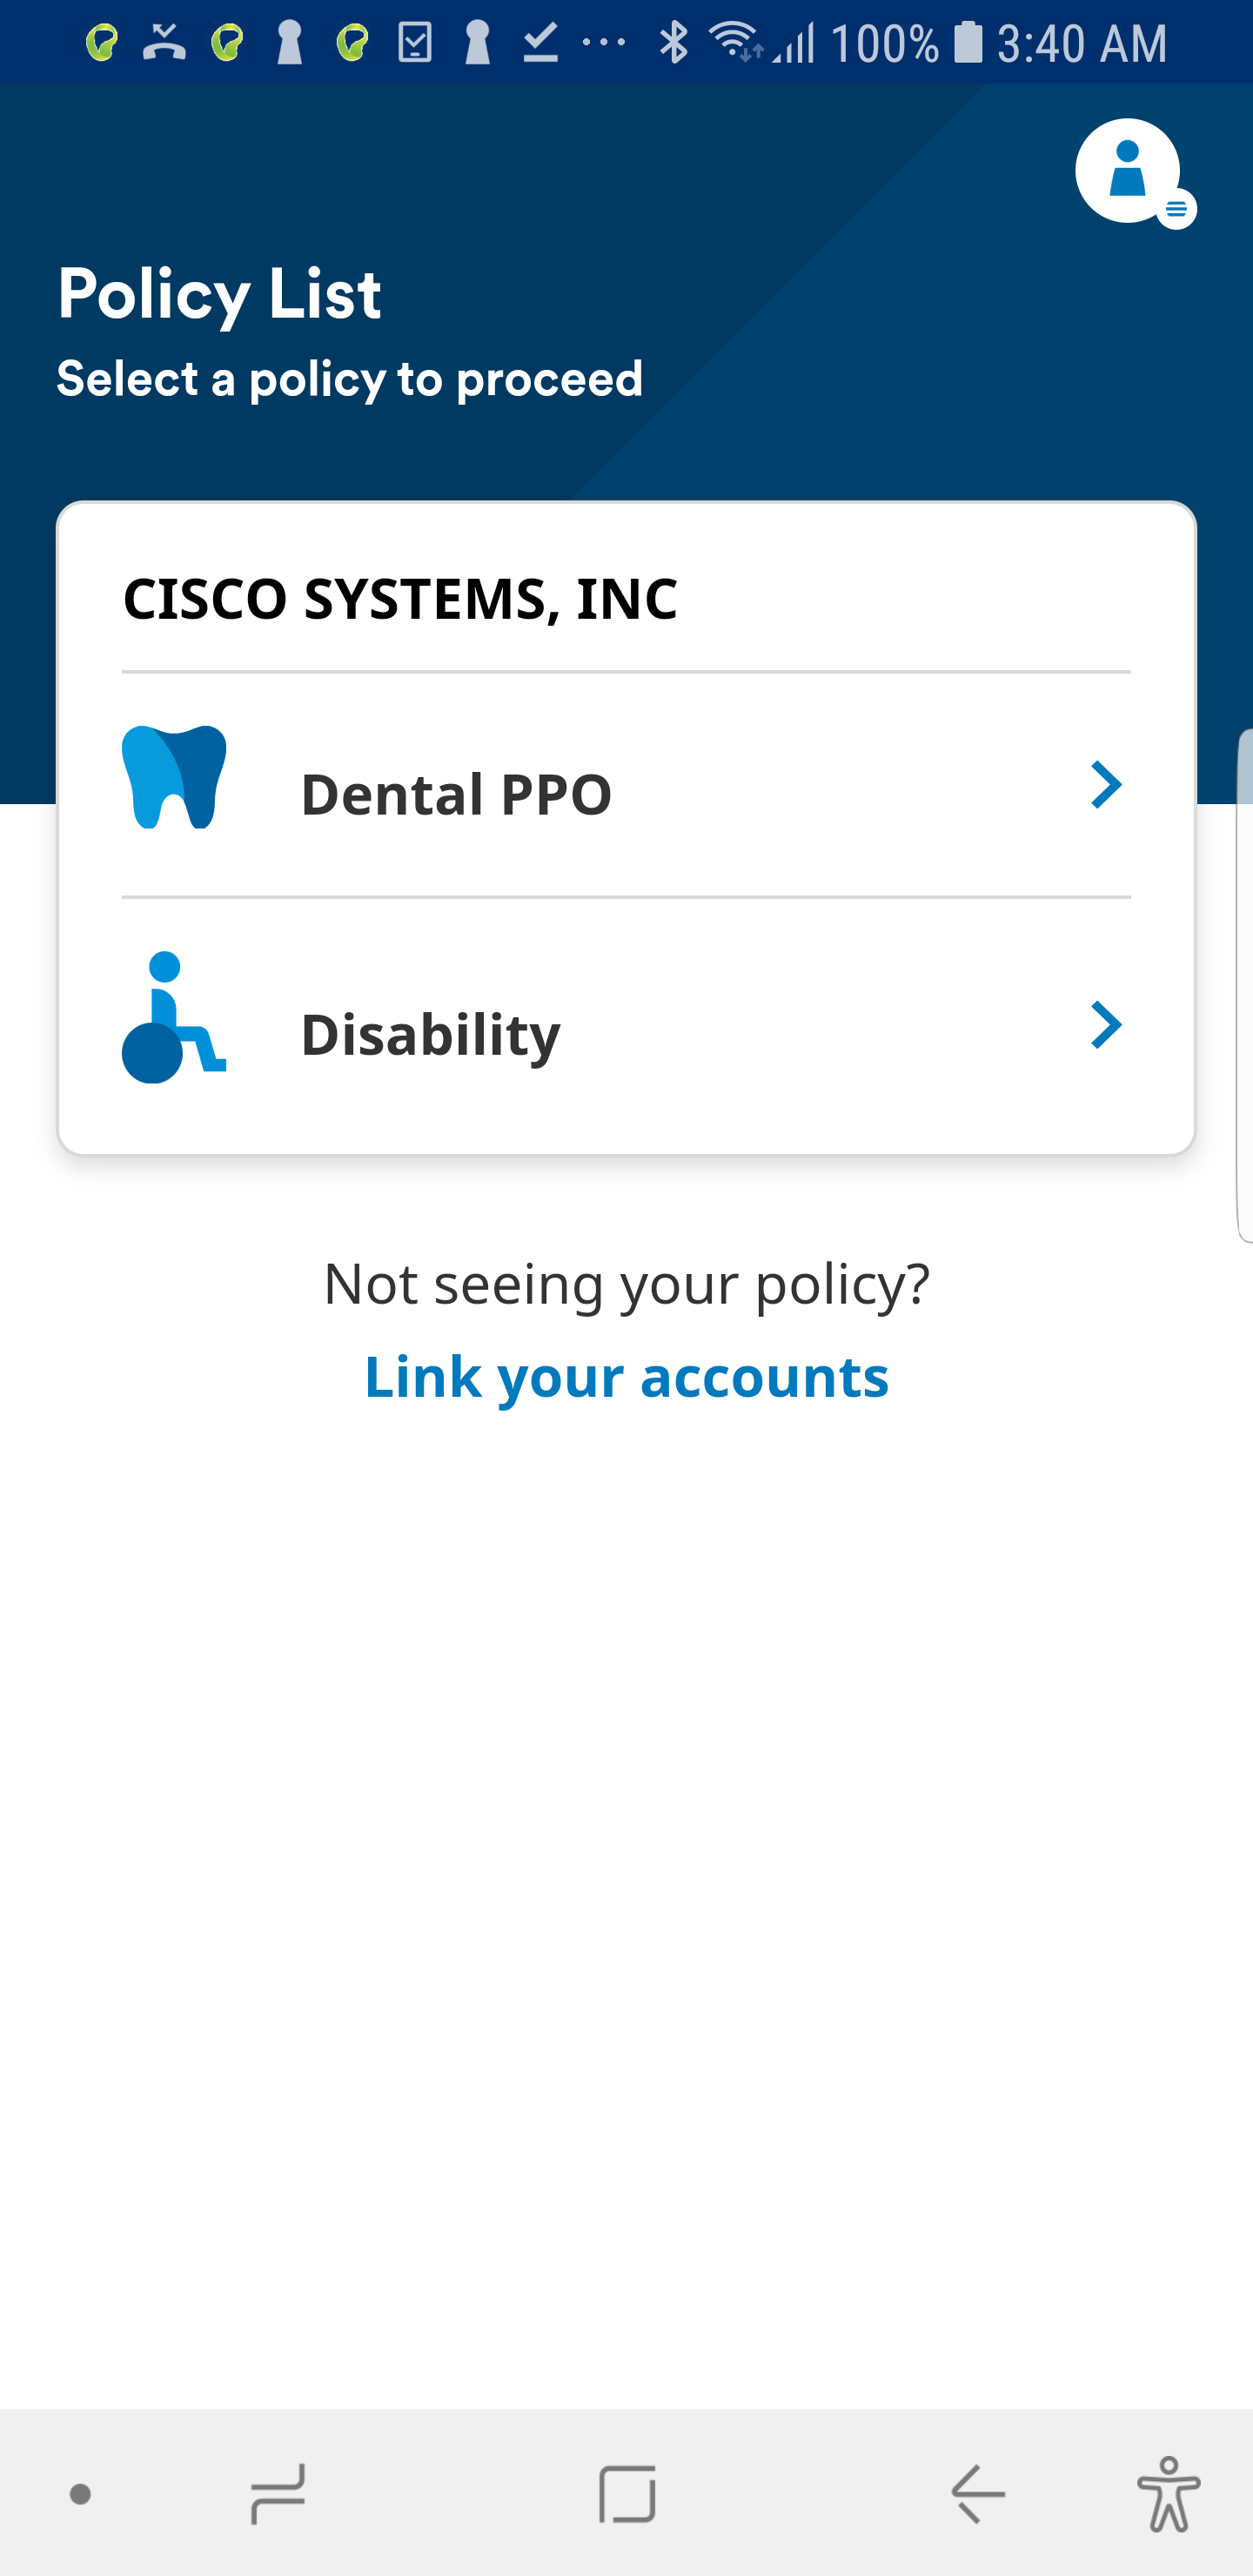 100% 3:40 AM
Policy List
Select a policy to proceed
CISCO SYSTEMS, INC
Dental PPO
Disability
Not seeing your policy?
Link your accounts